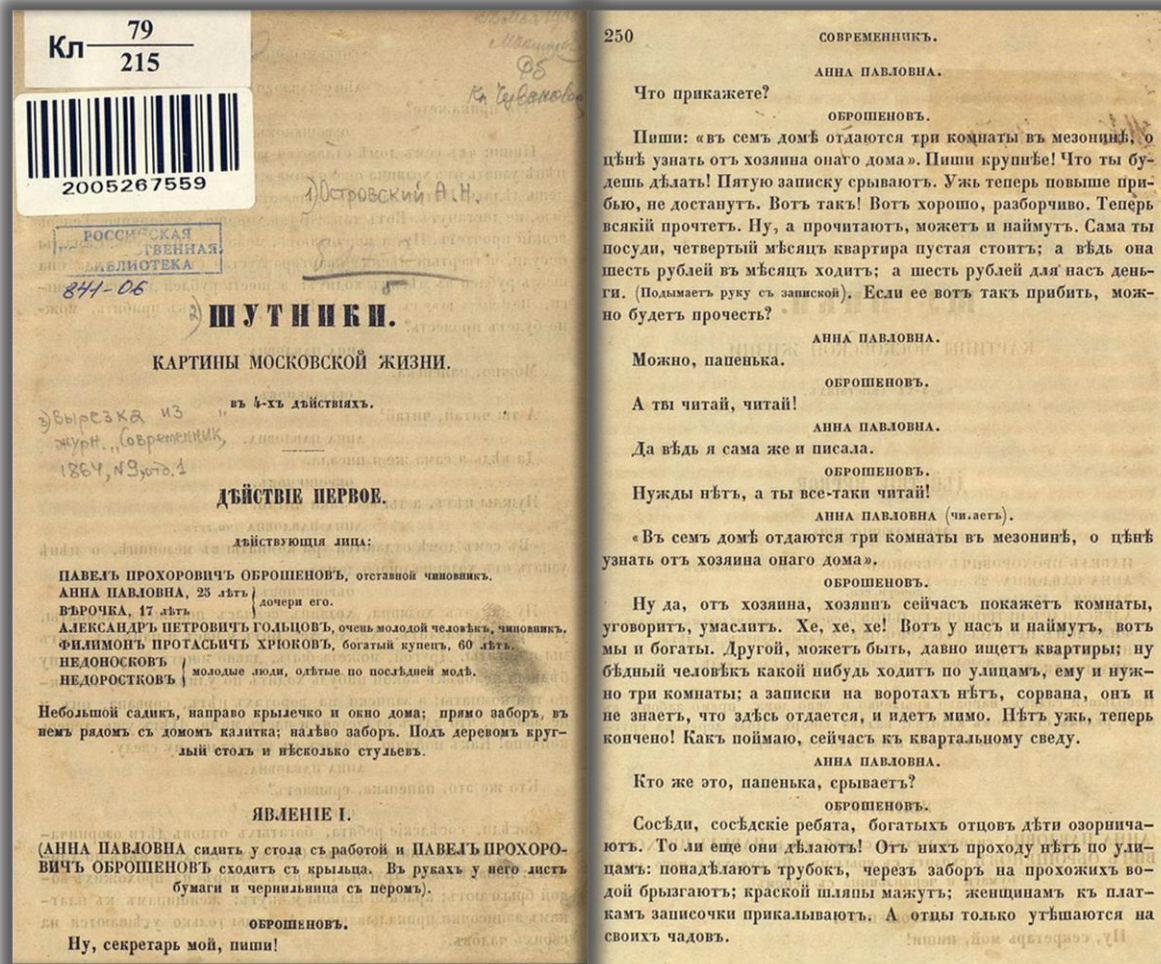 Кл 79
215
2005267559
1) Островский А.Н.
РОССИЙСКАЯ
ТВЕННАЯ
БИБЛИОТЕКА
841-06
2) ШУТНИКИ.
КАРТИНЫ МОСКОВСКОЙ ЖИЗНИ.
въ 4-хъ дѣйствіяхъ.
3) Вырезка из
журн. „Современник,
1864, №9, отд. 1
ДѢЙСТВІЕ ПЕРВОЕ.
ДѢЙСТВУЮЩІЯ ЛИЦА:
ПАВЕЛЪ ПРОХОРОВИЧЪ ОБРОШЕНОВЪ, отставной чиновникъ.
АННА ПАВЛОВНА, 25 лѣтъ
ВѢРОЧКА, 17 лѣтъ
дочери его.
АЛЕКСАНДРЪ ПЕТРОВИЧЪ ГОЛЬЦОВЪ, очень молодой человѣкъ, чиновникъ.
ФИЛИМОНЪ ПРОТАСЬИЧЪ ХРЮКОВЪ, богатый купецъ, 60 лѣтъ.
НЕДОНОСКОВЪ
НЕДОРОСТКОВЪ
молодые люди, одѣтые по послѣдней модѣ.
Небольшой садикъ, направо крылечко и окно дома; прямо заборъ, въ
немъ рядомъ съ домомъ калитка; налѣво заборъ. Подъ деревомъ круг-
лый столъ и нѣсколько стульевъ.
ЯВЛЕНІЕ I.
(АННА ПАВЛОВНА сидитъ у стола съ работой и ПАВЕЛЪ ПРОХОРО-
ВИЧЪ ОБРОШЕНОВЪ сходитъ съ крыльца. Въ рукахъ у него листъ
бумаги и чернильница съ перомъ).
ОБРОШЕНОВЪ.
Ну, секретарь мой, пиши!
250 СОВРЕМЕННИКЪ.
АННА ПАВЛОВНА.
Что прикажете?
ОБРОШЕНОВЪ.
Пиши: «въ семъ домѣ отдаются три комнаты въ мезонинѣ, о
цѣнѣ узнать отъ хозяина онаго дома». Пиши крупнѣе! Что ты бу-
дешь дѣлать! Пятую записку срываютъ. Ужь теперь повыше при-
бью, не достанутъ. Вотъ такъ! Вотъ хорошо, разборчиво. Теперь
всякій прочтетъ. Ну, а прочитаютъ, можетъ и наймутъ. Сама ты
посуди, четвертый мѣсяцъ квартира пустая стоитъ; а вѣдь она
шесть рублей въ мѣсяцъ ходитъ; а шесть рублей для насъ день-
ги. (Подымаетъ руку съ запиской). Если ее вотъ такъ прибить, мож-
но будетъ прочесть?
АННА ПАВЛОВНА.
Можно, папенька.
ОБРОШЕНОВЪ.
А ты читай, читай!
АННА ПАВЛОВНА.
Да вѣдь я сама же и писала.
ОБРОШЕНОВЪ.
Нужды нѣтъ, а ты все-таки читай!
АННА ПАВЛОВНА (читаетъ).
«Въ семъ домѣ отдаются три комнаты въ мезонинѣ, о цѣнѣ
узнать отъ хозяина онаго дома».
ОБРОШЕНОВЪ.
Ну да, отъ хозяина, хозяинъ сейчасъ покажетъ комнаты,
уговоритъ, умаслитъ. Хе, хе, хе! Вотъ у насъ и наймутъ, вотъ
мы и богаты. Другой, можетъ быть, давно ищетъ квартиры; ну
бѣдный человѣкъ какой нибудь ходитъ по улицамъ, ему и нуж-
но три комнаты; а записки на воротахъ нѣтъ, сорвана, онъ и
не знаетъ, что здѣсь отдается, и идетъ мимо. Нѣтъ ужь, теперь
кончено! Какъ поймаю, сейчасъ къ квартальному сведу.
АННА ПАВЛОВНА.
Кто же это, папенька, срываетъ?
ОБРОШЕНОВЪ.
Сосѣди, сосѣдскіе ребята, богатыхъ отцовъ дѣти озорнича-
ютъ. То ли еще они дѣлаютъ! Отъ нихъ проходу нѣтъ по ули-
цамъ: понадѣлаютъ трубокъ, черезъ заборъ на прохожихъ во-
дой брызгаютъ; краской шляпы мажутъ; женщинамъ къ плат-
камъ записочки прикалываютъ. А отцы только утѣшаются на
своихъ чадовъ.